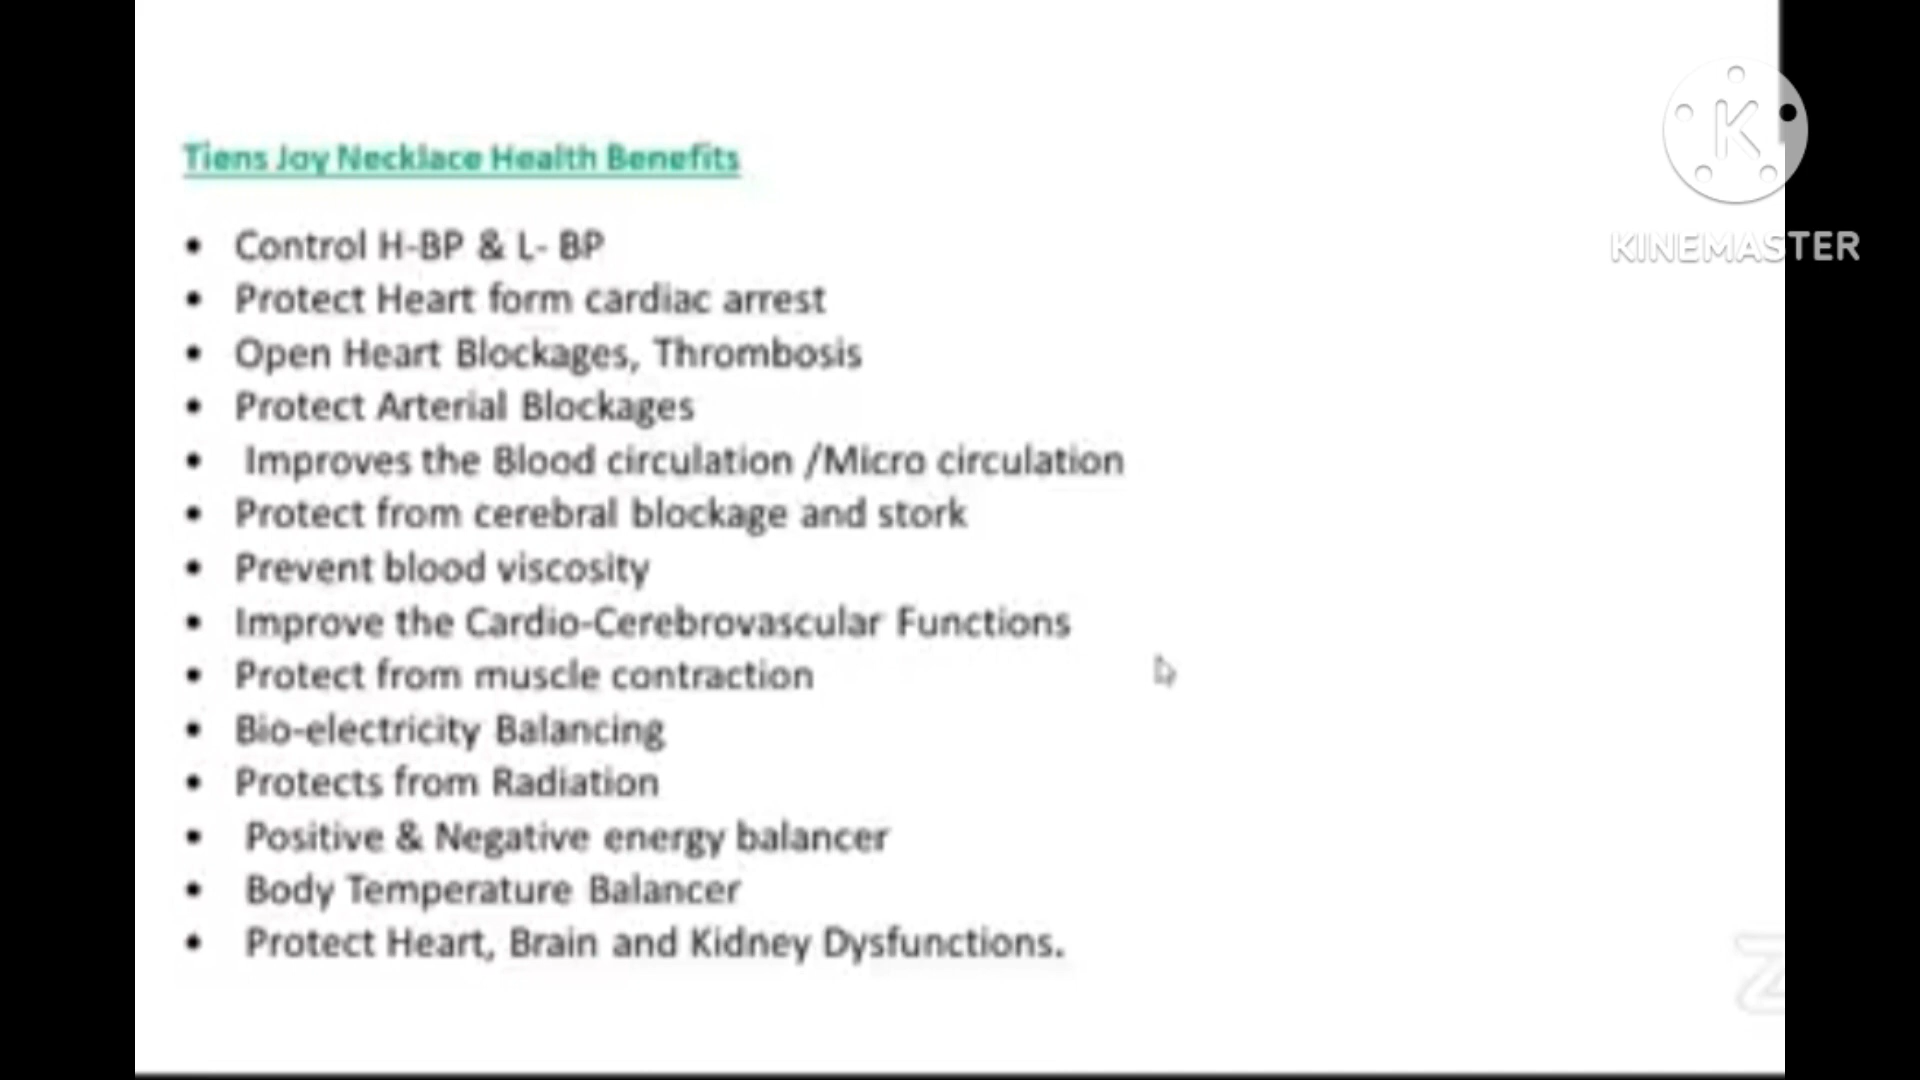 Tiens Joy Necklace Health Benefits
• Control H-BP & L- BP
• Protect Heart form cardiac arrest
• Open Heart Blockages, Thrombosis
• Protect Arterial Blockages
• Improves the Blood circulation /Micro circulation
• Protect from cerebral blockage and stork
• Prevent blood viscosity
• Improve the Cardio-Cerebrovascular Functions
• Protect from muscle contraction
• Bio-electricity Balancing
• Protects from Radiation
• Positive & Negative energy balancer
• Body Temperature Balancer
• Protect Heart, Brain and Kidney Dysfunctions.
K
KINEMASTER